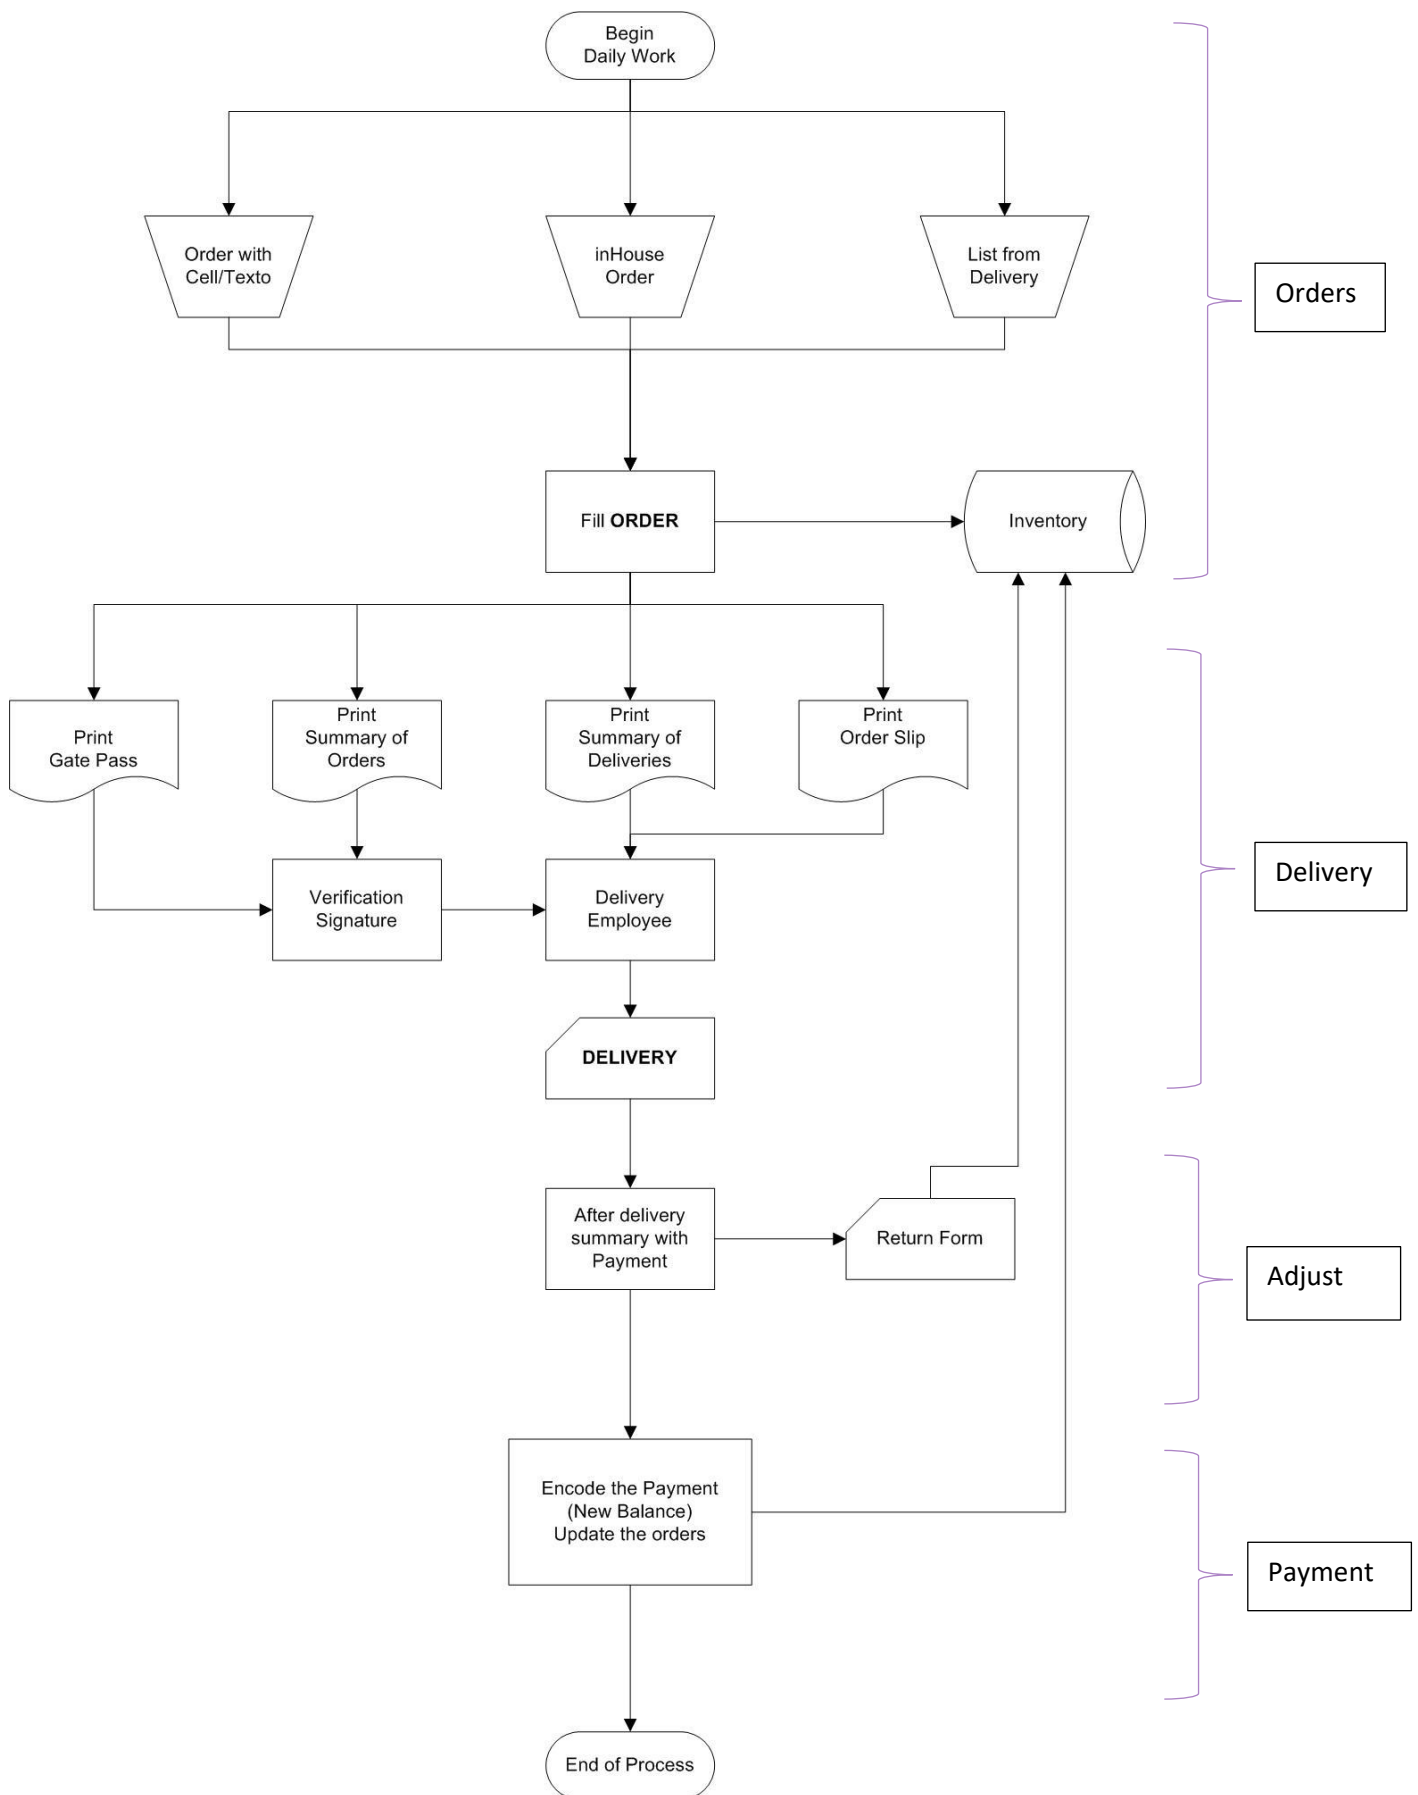 Begin
Daily Work
Order with
Cell/Texto
inHouse
Order
List from
Delivery
Orders
Fill ORDER
Inventory
Print
Gate Pass
Print
Summary of
Orders
Print
Summary of
Deliveries
Print
Order Slip
Verification
Signature
Delivery
Employee
Delivery
DELIVERY
After delivery
summary with
Payment
Return Form
Adjust
Encode the Payment
(New Balance)
Update the orders
Payment
End of Process